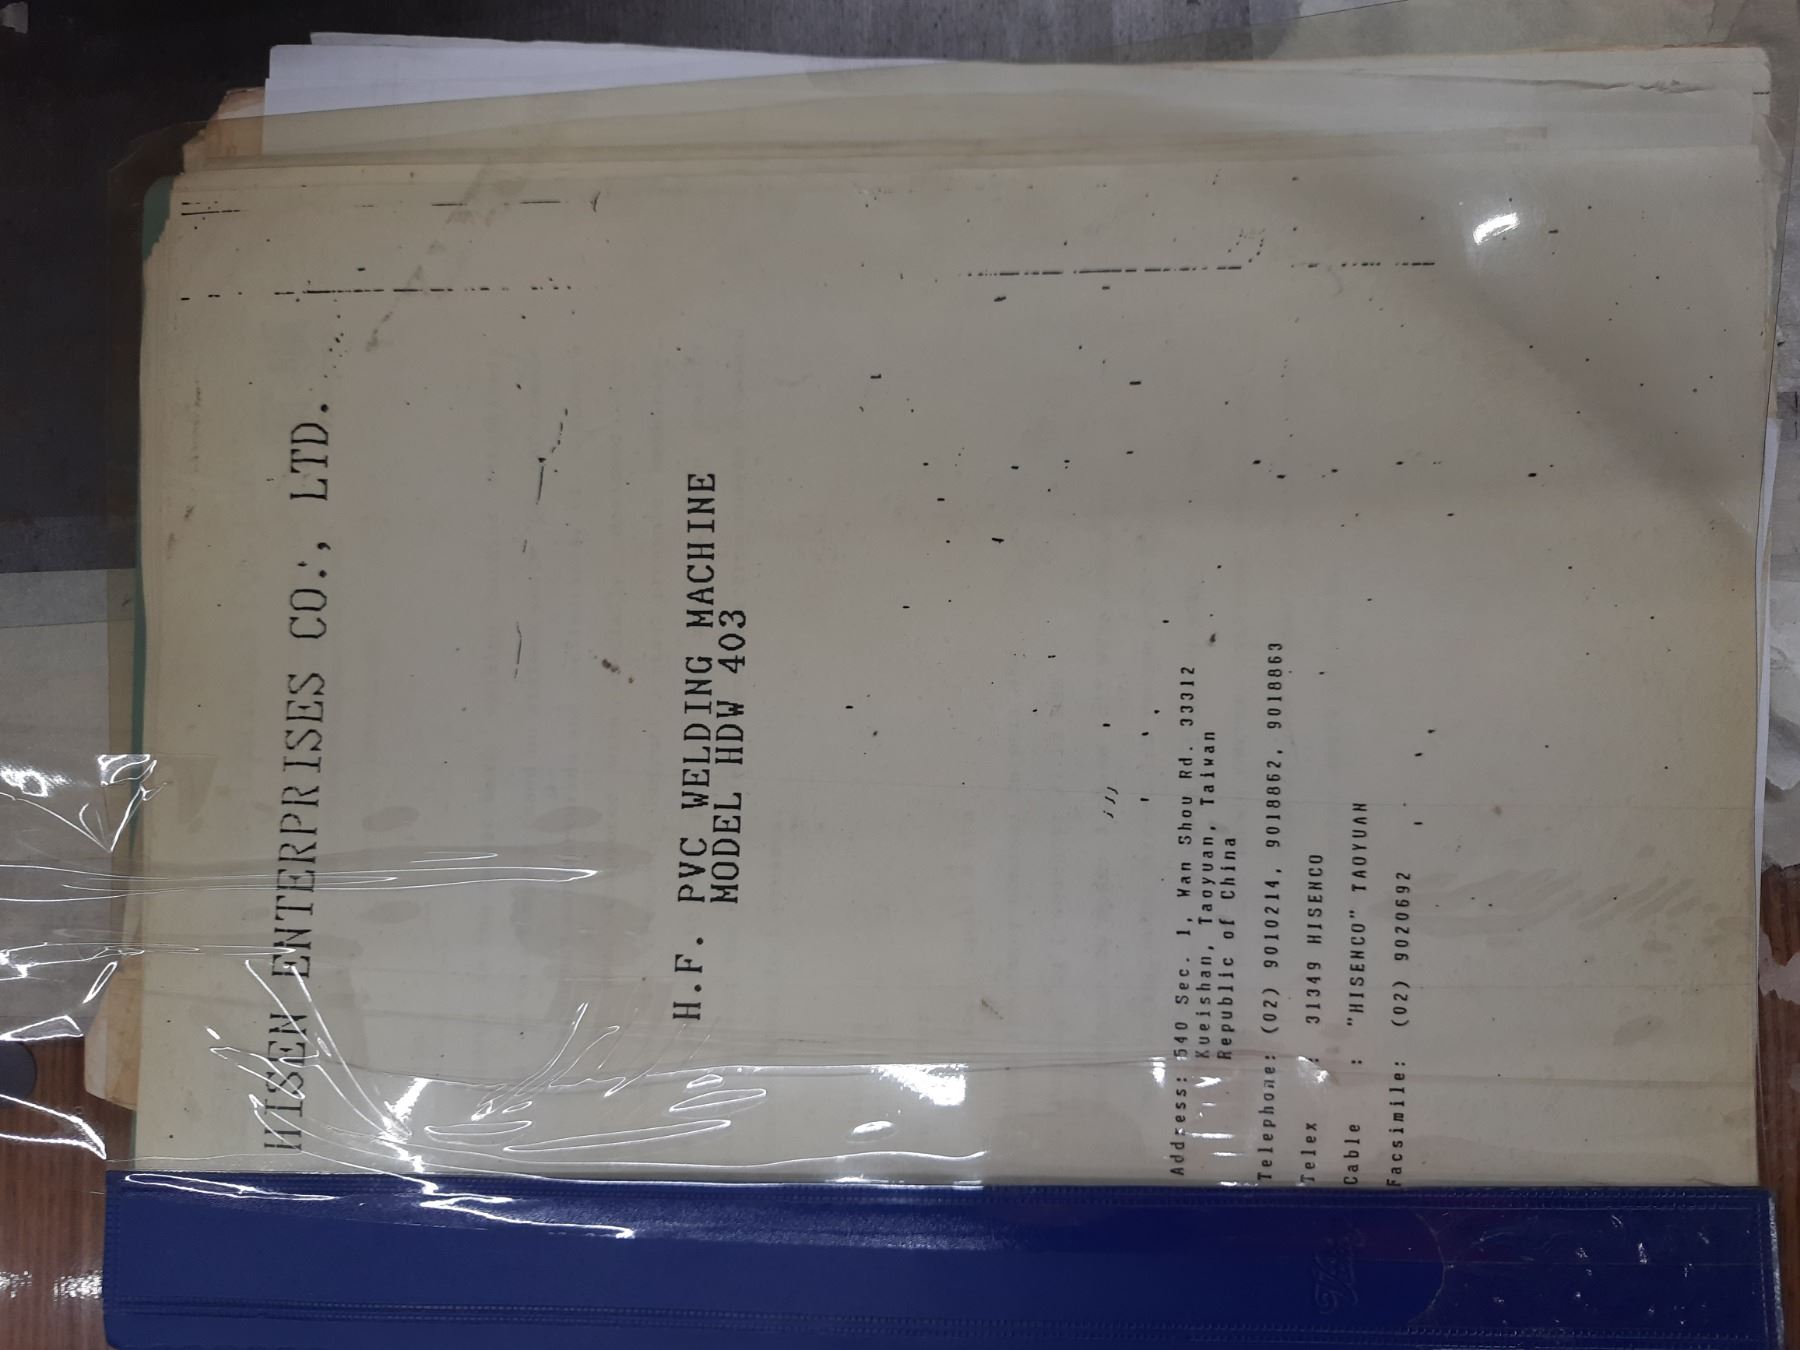 HISEN ENTERPRISES CO., LTD.
H.F. PVC WELDING MACHINE
MODEL HDW 403
Address: 540 Sec. 1, Wan Shou Rd. 33312
Kueishan, Taoyuan, Taiwan
Republic of China
Telephone: (02) 9010214, 9018862, 9018863
Telex : 31349 HISENCO
Cable : "HISENCO" TAOYUAN
Facsimile: (02) 9020692